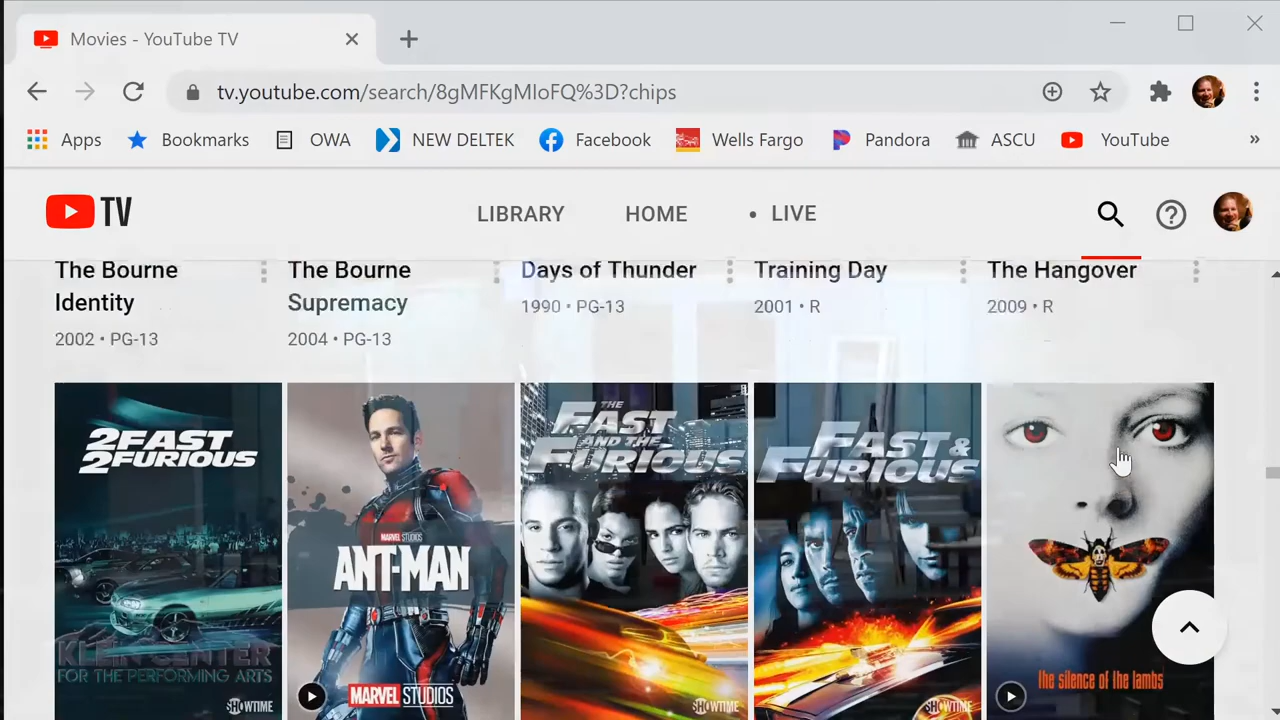 Movies - YouTube TV
tv.youtube.com/search/8gMFKgMIoFQ%3D?chips
Apps Bookmarks OWA NEW DELTEK Facebook Wells Fargo Pandora ASCU YouTube »
TV LIBRARY HOME • LIVE
The Bourne Identity
2002 • PG-13
The Bourne Supremacy
2004 • PG-13
Days of Thunder
1990 • PG-13
Training Day
2001 • R
The Hangover
2009 • R
2FAST
2FURIOUS
KLEIN CENTER
FOR THE PERFORMING ARTS
SHOWTIME
MARVEL STUDIOS
ANT-MAN
MARVEL STUDIOS
THE
FAST
AND THE
FURIOUS
SHOWTIME
FAST &
FURIOUS
SHOWTIME
the silence of the lambs